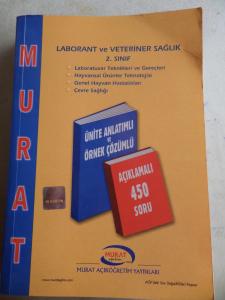 MURAT
LABORANT ve VETERİNER SAĞLIK
2. SINIF
Laboratuvar Teknikleri ve Gereçleri
Hayvansal Ürünler Teknolojisi
Genel Hayvan Hastalıkları
Çevre Sağlığı
ÜNİTE ANLATIMLI
ve
ÖRNEK ÇÖZÜMLÜ
AÇIKLAMALI
450
SORU
MURAT
MURAT AÇIKÖĞRETİM YAYINLARI